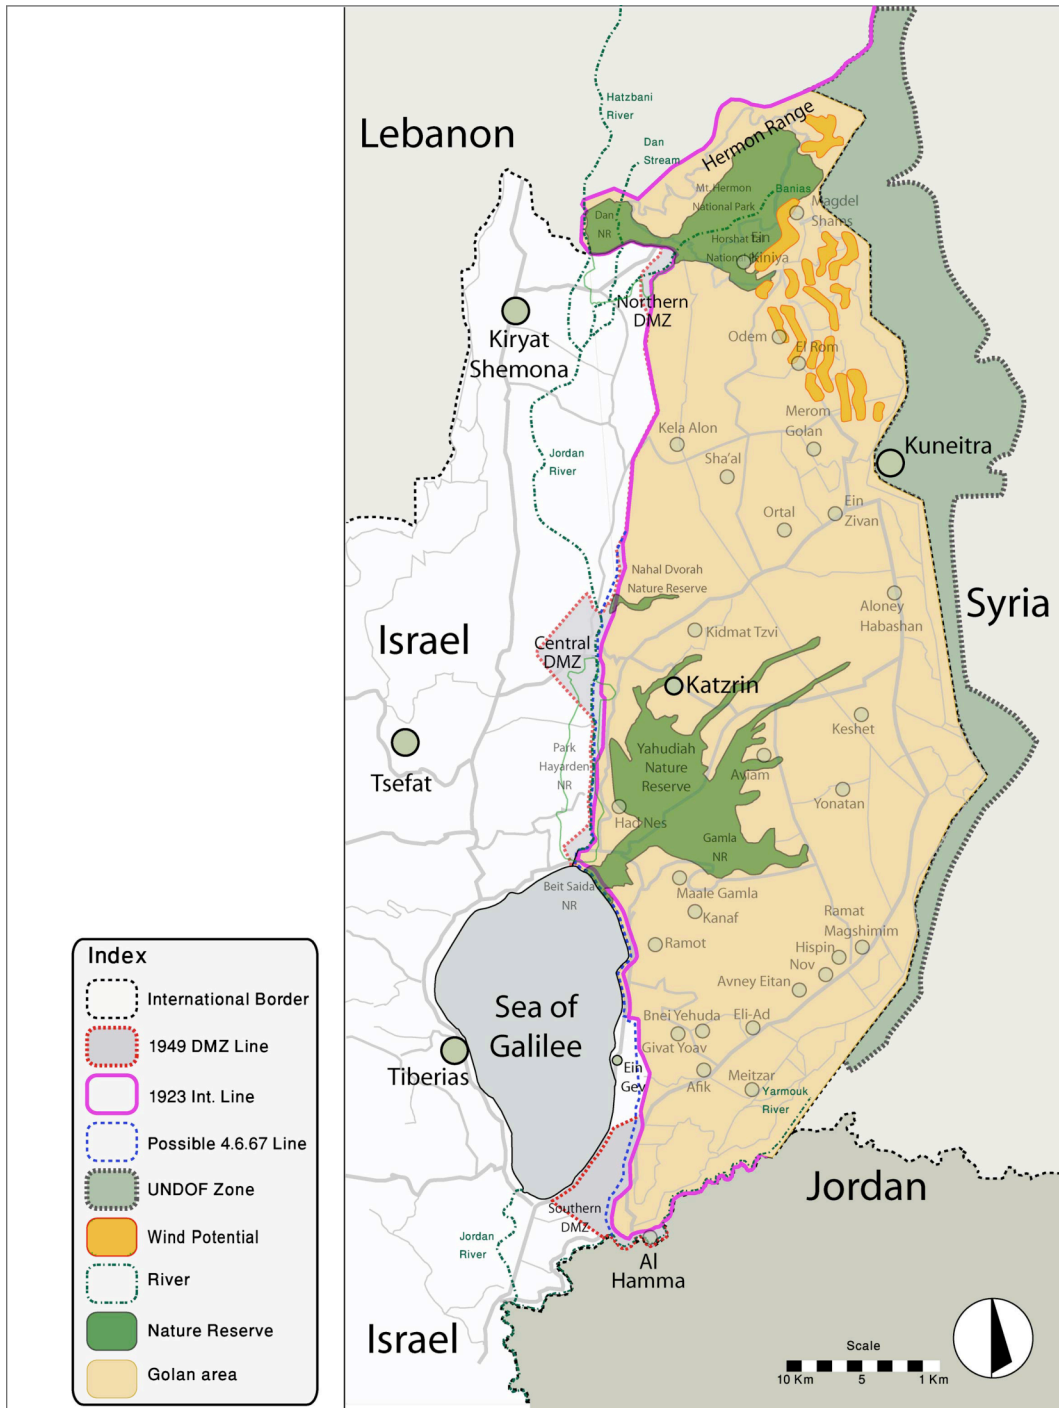 Lebanon
Hatzbani
River
Dan
Stream
Hermon Range
Mt.Hermon
National Park
Banias
Magdel
Shams
Dan
NR
Horshat Tal
National
Ein
Kiniya
Northern
DMZ
Kiryat
Shemona
Odem
El Rom
Merom
Golan
Kela Alon
Kuneitra
Jordan
River
Sha'al
Ein
Zivan
Ortal
Nahal Dvorah
Nature Reserve
Syria
Aloney
Habashan
Israel
Central
DMZ
Kidmat Tzvi
Katzrin
Keshet
Tsefat
Park
Hayarden
NR
Yahudiah
Nature
Reserve
Aviam
Yonatan
Had Nes
Gamla
NR
Beit Saida
NR
Maale Gamla
Kanaf
Ramat
Magshimim
Ramot
Hispin
Nov
Avney Eitan
Sea of
Galilee
Bnei Yehuda
Eli-Ad
Givat Yoav
Tiberias
Ein
Gev
Afik
Meitzar
Yarmouk
River
Jordan
Southern
DMZ
Jordan
River
Al
Hamma
Israel
Index
International Border
1949 DMZ Line
1923 Int. Line
Possible 4.6.67 Line
UNDOF Zone
Wind Potential
River
Nature Reserve
Golan area
Scale
10 Km 5 1 Km